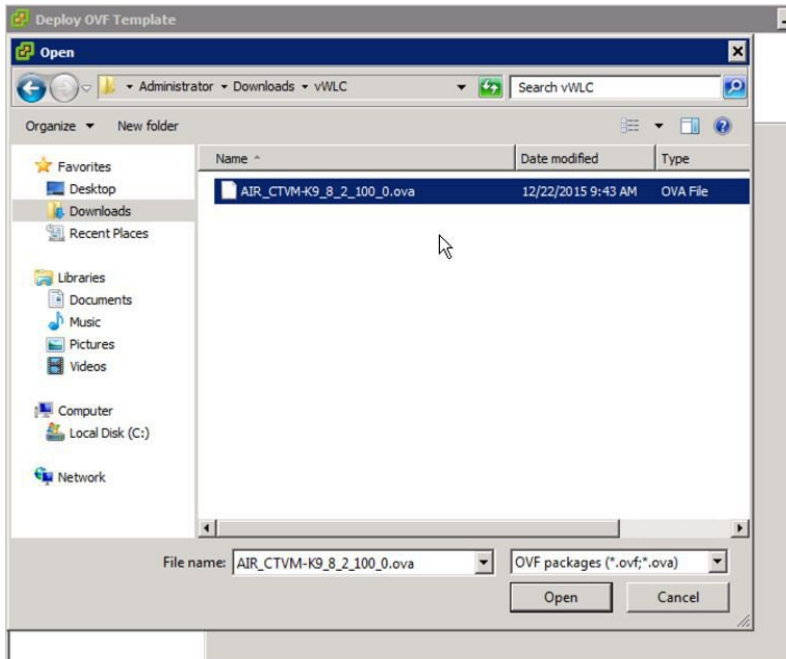 Deploy OVF Template
Open
Administrator Downloads vWLC
Search vWLC
Organize New folder
Name Date modified Type
AIR_CTVM-K9_8_2_100_0.ova 12/22/2015 9:43 AM OVA File
Favorites
Desktop
Downloads
Recent Places
Libraries
Documents
Music
Pictures
Videos
Computer
Local Disk (C:)
Network
File name: AIR_CTVM-K9_8_2_100_0.ova OVF packages (*.ovf;*.ova)
Open Cancel